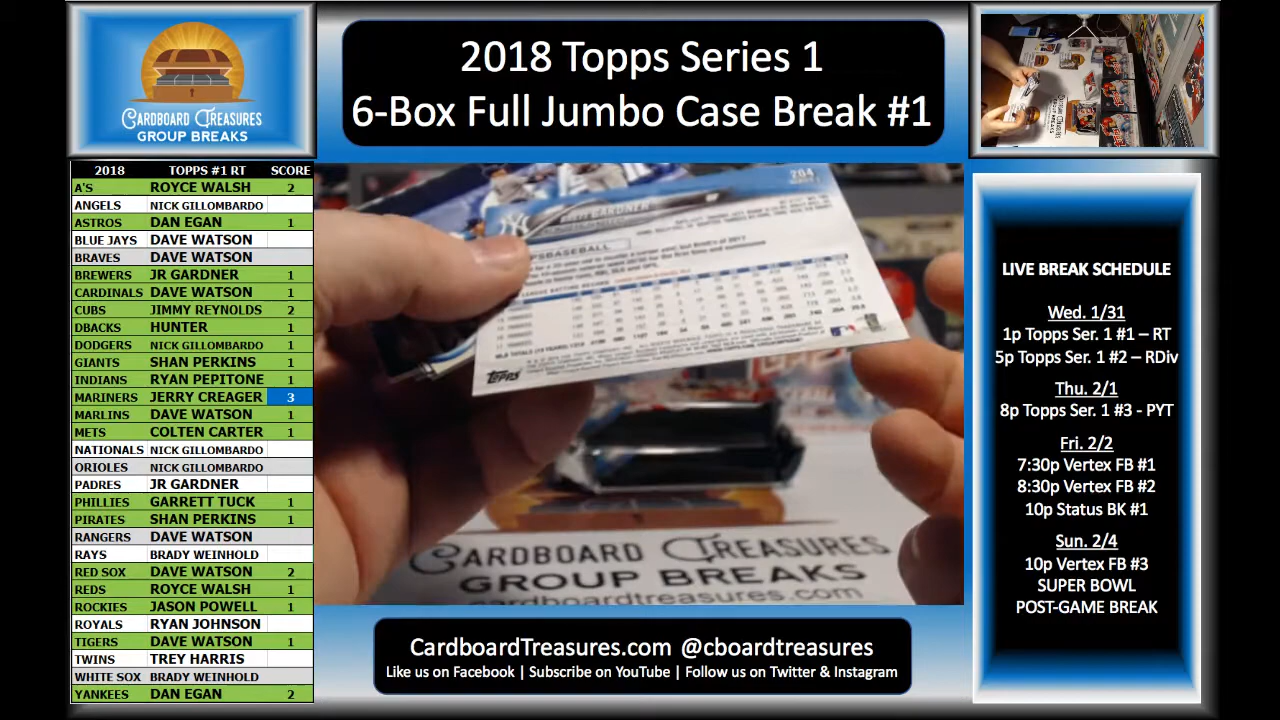 CARDBOARD TREASURES
GROUP BREAKS
2018 Topps Series 1
6-Box Full Jumbo Case Break #1
2018 TOPPS #1 RT SCORE
A'S ROYCE WALSH 2
ANGELS NICK GILLOMBARDO
ASTROS DAN EGAN 1
BLUE JAYS DAVE WATSON
BRAVES DAVE WATSON
BREWERS JR GARDNER 1
CARDINALS DAVE WATSON 1
CUBS JIMMY REYNOLDS 2
DBACKS HUNTER 1
DODGERS NICK GILLOMBARDO 1
GIANTS SHAN PERKINS 1
INDIANS RYAN PEPITONE 1
MARINERS JERRY CREAGER 3
MARLINS DAVE WATSON 1
METS COLTEN CARTER 1
NATIONALS NICK GILLOMBARDO
ORIOLES NICK GILLOMBARDO
PADRES JR GARDNER
PHILLIES GARRETT TUCK 1
PIRATES SHAN PERKINS 1
RANGERS DAVE WATSON
RAYS BRADY WEINHOLD
RED SOX DAVE WATSON 2
REDS ROYCE WALSH 1
ROCKIES JASON POWELL 1
ROYALS RYAN JOHNSON
TIGERS DAVE WATSON 1
TWINS TREY HARRIS
WHITE SOX BRADY WEINHOLD
YANKEES DAN EGAN 2
204
GARDNER
BASEBALL
Topps
CARDBOARD TREASURES
GROUP BREAKS
cardboardtreasures.com
LIVE BREAK SCHEDULE
Wed. 1/31
1p Topps Ser. 1 #1 – RT
5p Topps Ser. 1 #2 – RDiv
Thu. 2/1
8p Topps Ser. 1 #3 - PYT
Fri. 2/2
7:30p Vertex FB #1
8:30p Vertex FB #2
10p Status BK #1
Sun. 2/4
10p Vertex FB #3
SUPER BOWL
POST-GAME BREAK
CardboardTreasures.com @cboardtreasures
Like us on Facebook | Subscribe on YouTube | Follow us on Twitter & Instagram